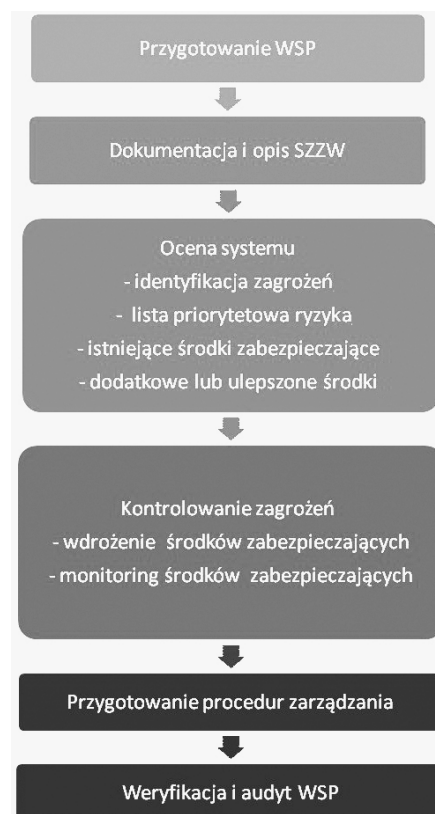 Przygotowanie WSP
Dokumentacja i opis SZZW
Ocena systemu
- identyfikacja zagrożeń
- lista priorytetowa ryzyka
- istniejące środki zabezpieczające
- dodatkowe lub ulepszone środki
Kontrolowanie zagrożeń
- wdrożenie środków zabezpieczających
- monitoring środków zabezpieczających
Przygotowanie procedur zarządzania
Weryfikacja i audyt WSP